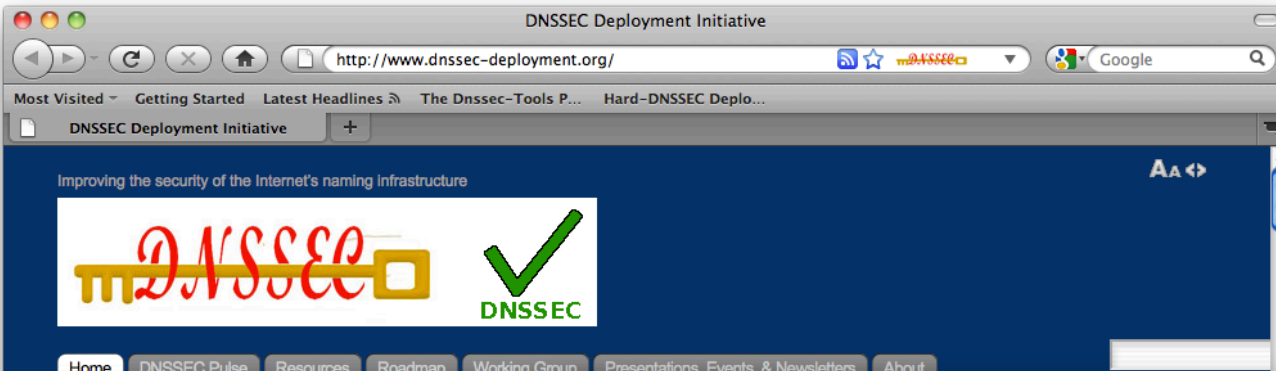 DNSSEC Deployment Initiative
http://www.dnssec-deployment.org/
DNSSEC
Google
Most Visited Getting Started Latest Headlines The Dnssec-Tools P... Hard-DNSSEC Deplo...
DNSSEC Deployment Initiative +
AA<>
Improving the security of the Internet's naming infrastructure
DNSSEC
DNSSEC
Home DNSSEC Pulse Resources Roadmap Working Group Presentations, Events, & Newsletters About